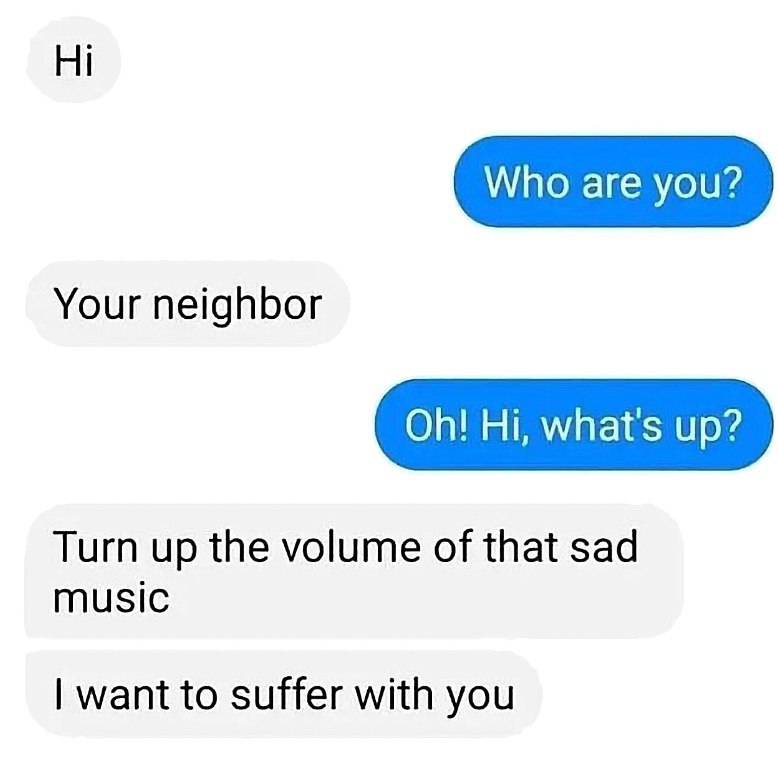 Hi
Who are you?
Your neighbor
Oh! Hi, what's up?
Turn up the volume of that sad
music
I want to suffer with you